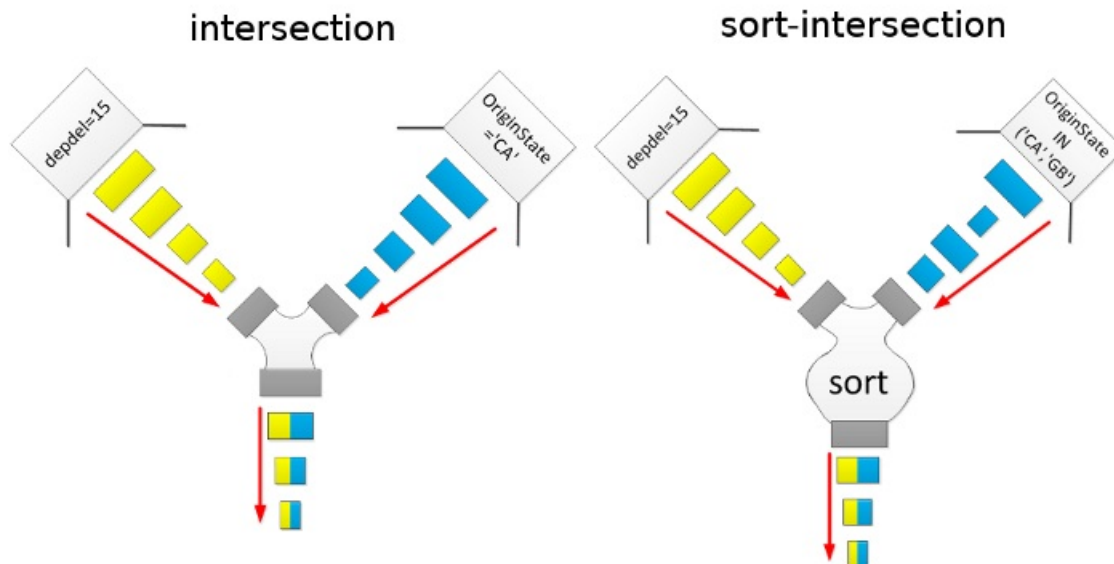 intersection
depdel=15
OriginState
='CA'
sort-intersection
depdel=15
OriginState
IN
('CA','GB')
sort